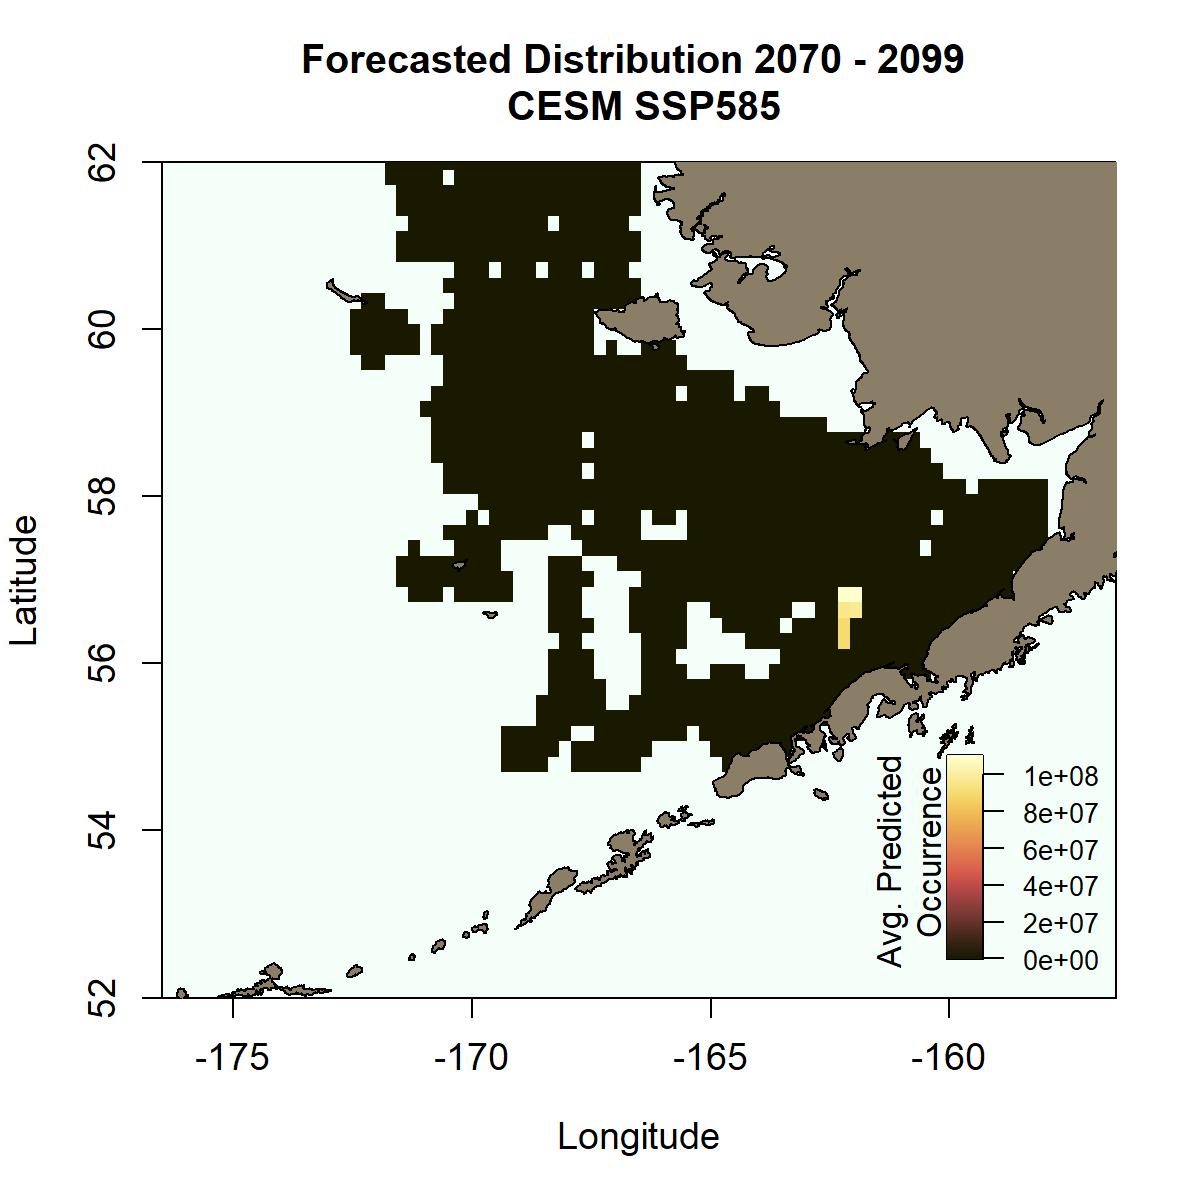 Forecasted Distribution 2070 - 2099
CESM SSP585
Latitude
62
60
58
56
54
52
-175
-170
-165
-160
Longitude
Avg. Predicted
Occurrence
1e+08
8e+07
6e+07
4e+07
2e+07
0e+00